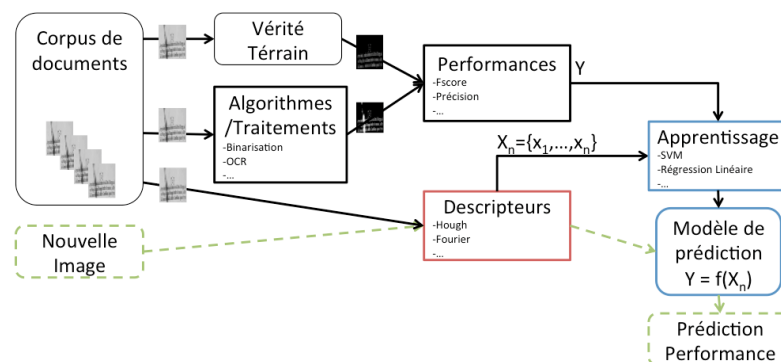 Corpus de
documents
Vérité
Térrain
Algorithmes
/Traitements
-Binarisation
-OCR
-...
Performances
-Fscore
-Précision
-...
Y
Xn={x1,...,xn}
Apprentissage
-SVM
-Régression Linéaire
-...
Descripteurs
-Hough
-Fourier
-...
Nouvelle
Image
Modèle de
prédiction
Y = f(Xn)
Prédiction
Performance